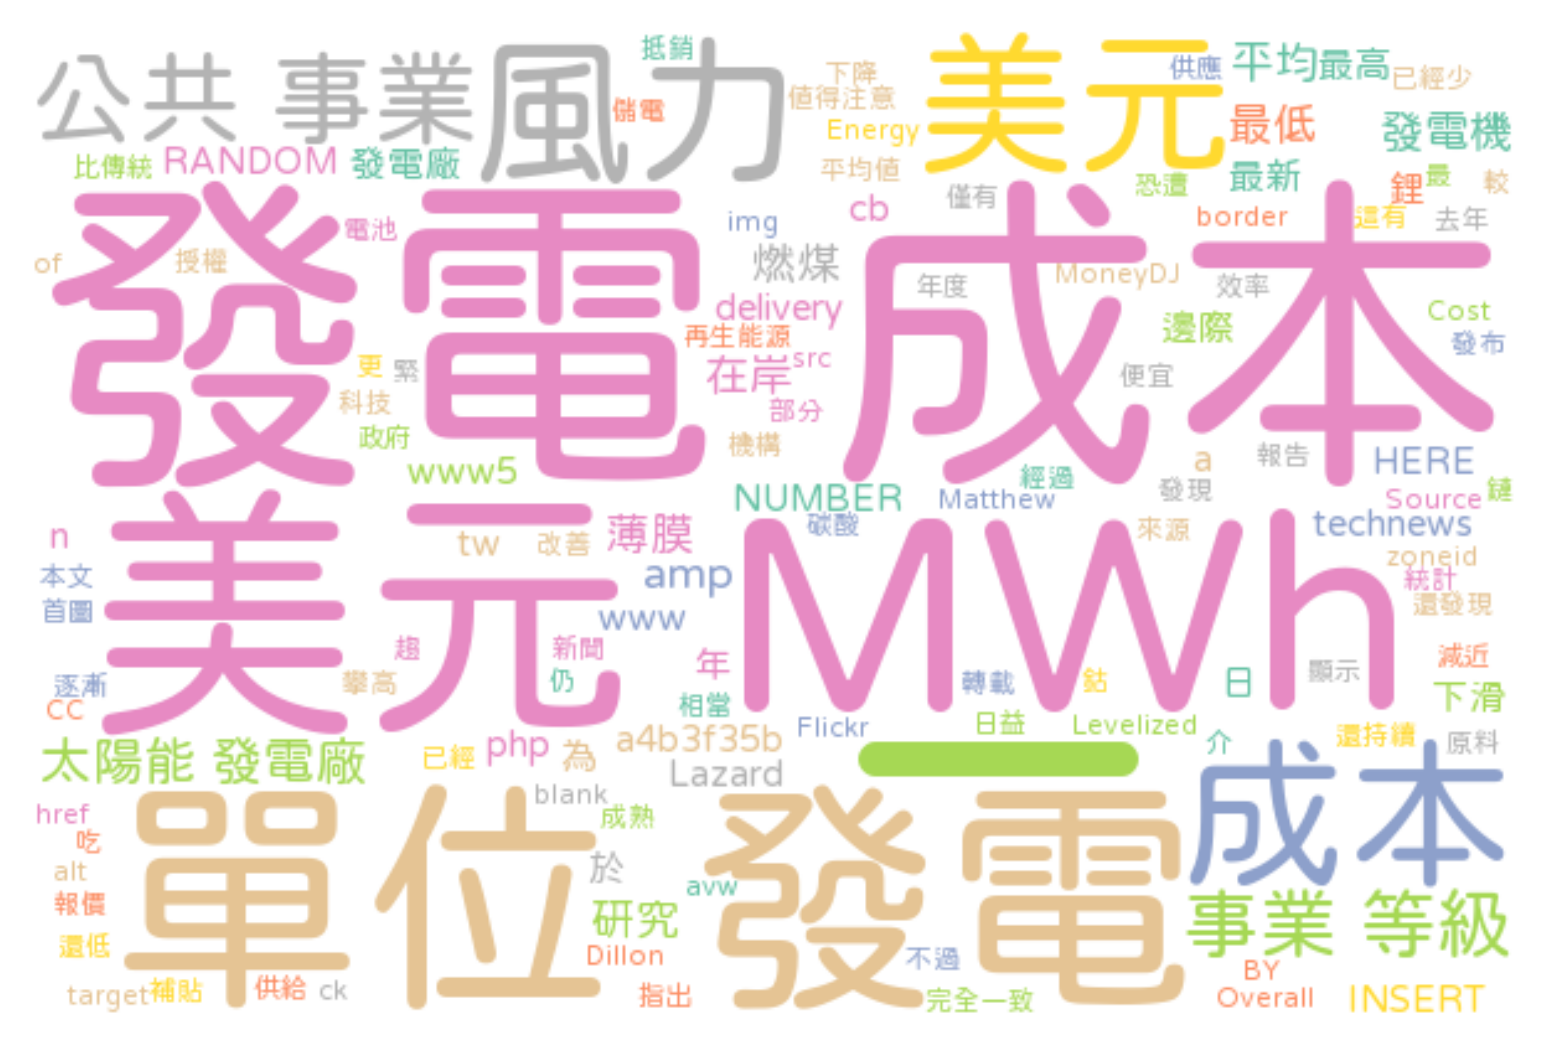 公共 事業
風力
抵銷
儲電
下降
值得注意
Energy
平均值
美元
供應
平均
最高
已經少
最低
發電機
最新
最
恐遭
鋰
較
比傳統
RANDOM
發電廠
發電 成本
電池
img
cb
僅有
border
還有
去年
of
授權
燃煤
年度
MoneyDJ
效率
delivery
邊際
Cost
再生能源
發布
更
緊
在岸
src
便宜
科技
部分
政府
機構
www5
經過
a
報告
HERE
發現
NUMBER
Matthew
Source
鏈
美元 MWh
n
tw
改善
薄膜
碳酸
來源
technews
本文
amp
zoneid
統計
首圖
www
還發現
趨
新聞
年
減近
逐漸
攀高
仍
轉載
鈷
日
顯示
CC
相當
下滑
Flickr
日益
Levelized
太陽能 發電廠
已經
php
為
a4b3f35b
一
介
還持續
原料
Lazard
單位 發電
成本
href
blank
成熟
吃
alt
於
avw
報價
研究
事業 等級
還低
Dillon
不過
BY
target
補貼
供給
ck
指出
完全一致
Overall
INSERT